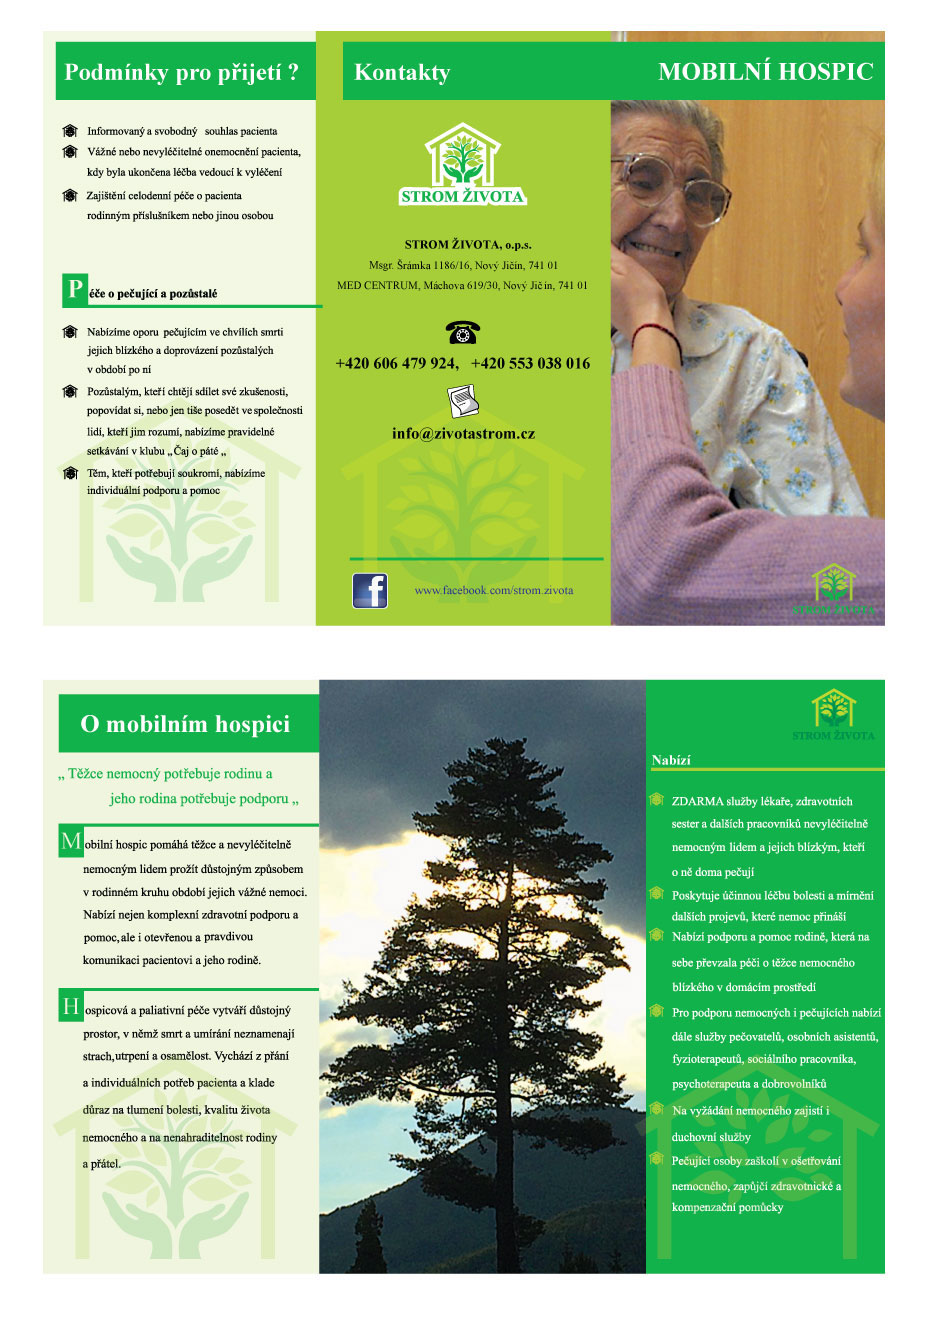 Podmínky pro přijetí ?
Informovaný a svobodný souhlas pacienta
Vážné nebo nevyléčitelné onemocnění pacienta,
kdy byla ukončena léčba vedoucí k vyléčení
Zajištění celodenní péče o pacienta
rodinným příslušníkem nebo jinou osobou
Péče o pečující a pozůstalé
Nabízíme oporu pečujícím ve chvílích smrti
jejich blízkého a doprovázení pozůstalých
v období po ní
Pozůstalým, kteří chtějí sdílet své zkušenosti,
popovídat si, nebo jen tiše posedět ve společnosti
lidí, kteří jim rozumí, nabízíme pravidelné
setkávání v klubu „ Čaj o páté „
Těm, kteří potřebují soukromí, nabízíme
individuální podporu a pomoc
Kontakty
STROM ŽIVOTA
STROM ŽIVOTA, o.p.s.
Msgr. Šrámka 1186/16, Nový Jičín, 741 01
MED CENTRUM, Máchova 619/30, Nový Jičín, 741 01
+420 606 479 924, +420 553 038 016
info@zivotastrom.cz
f www.facebook.com/strom.zivota
MOBILNÍ HOSPIC
STROM ŽIVOTA
O mobilním hospici
„ Těžce nemocný potřebuje rodinu a
jeho rodina potřebuje podporu „
Mobilní hospic pomáhá těžce a nevyléčitelně
nemocným lidem prožít důstojným způsobem
v rodinném kruhu období jejich vážné nemoci.
Nabízí nejen komplexní zdravotní podporu a
pomoc,ale i otevřenou a pravdivou
komunikaci pacientovi a jeho rodině.
Hospicová a paliativní péče vytváří důstojný
prostor, v němž smrt a umírání neznamenají
strach,utrpení a osamělost. Vychází z přání
a individuálních potřeb pacienta a klade
důraz na tlumení bolesti, kvalitu života
nemocného a na nenahraditelnost rodiny
a přátel.
STROM ŽIVOTA
Nabízí
ZDARMA služby lékaře, zdravotních
sester a dalších pracovníků nevyléčitelně
nemocným lidem a jejich blízkým, kteří
o ně doma pečují
Poskytuje účinnou léčbu bolesti a mírnění
dalších projevů, které nemoc přináší
Nabízí podporu a pomoc rodině, která na
sebe převzala péči o těžce nemocného
blízkého v domácím prostředí
Pro podporu nemocných i pečujících nabízí
dále služby pečovatelů, osobních asistentů,
fyzioterapeutů, sociálního pracovníka,
psychoterapeuta a dobrovolníků
Na vyžádání nemocného zajistí i
duchovní služby
Pečující osoby zaškolí v ošetřování
nemocného, zapůjčí zdravotnické a
kompenzační pomůcky